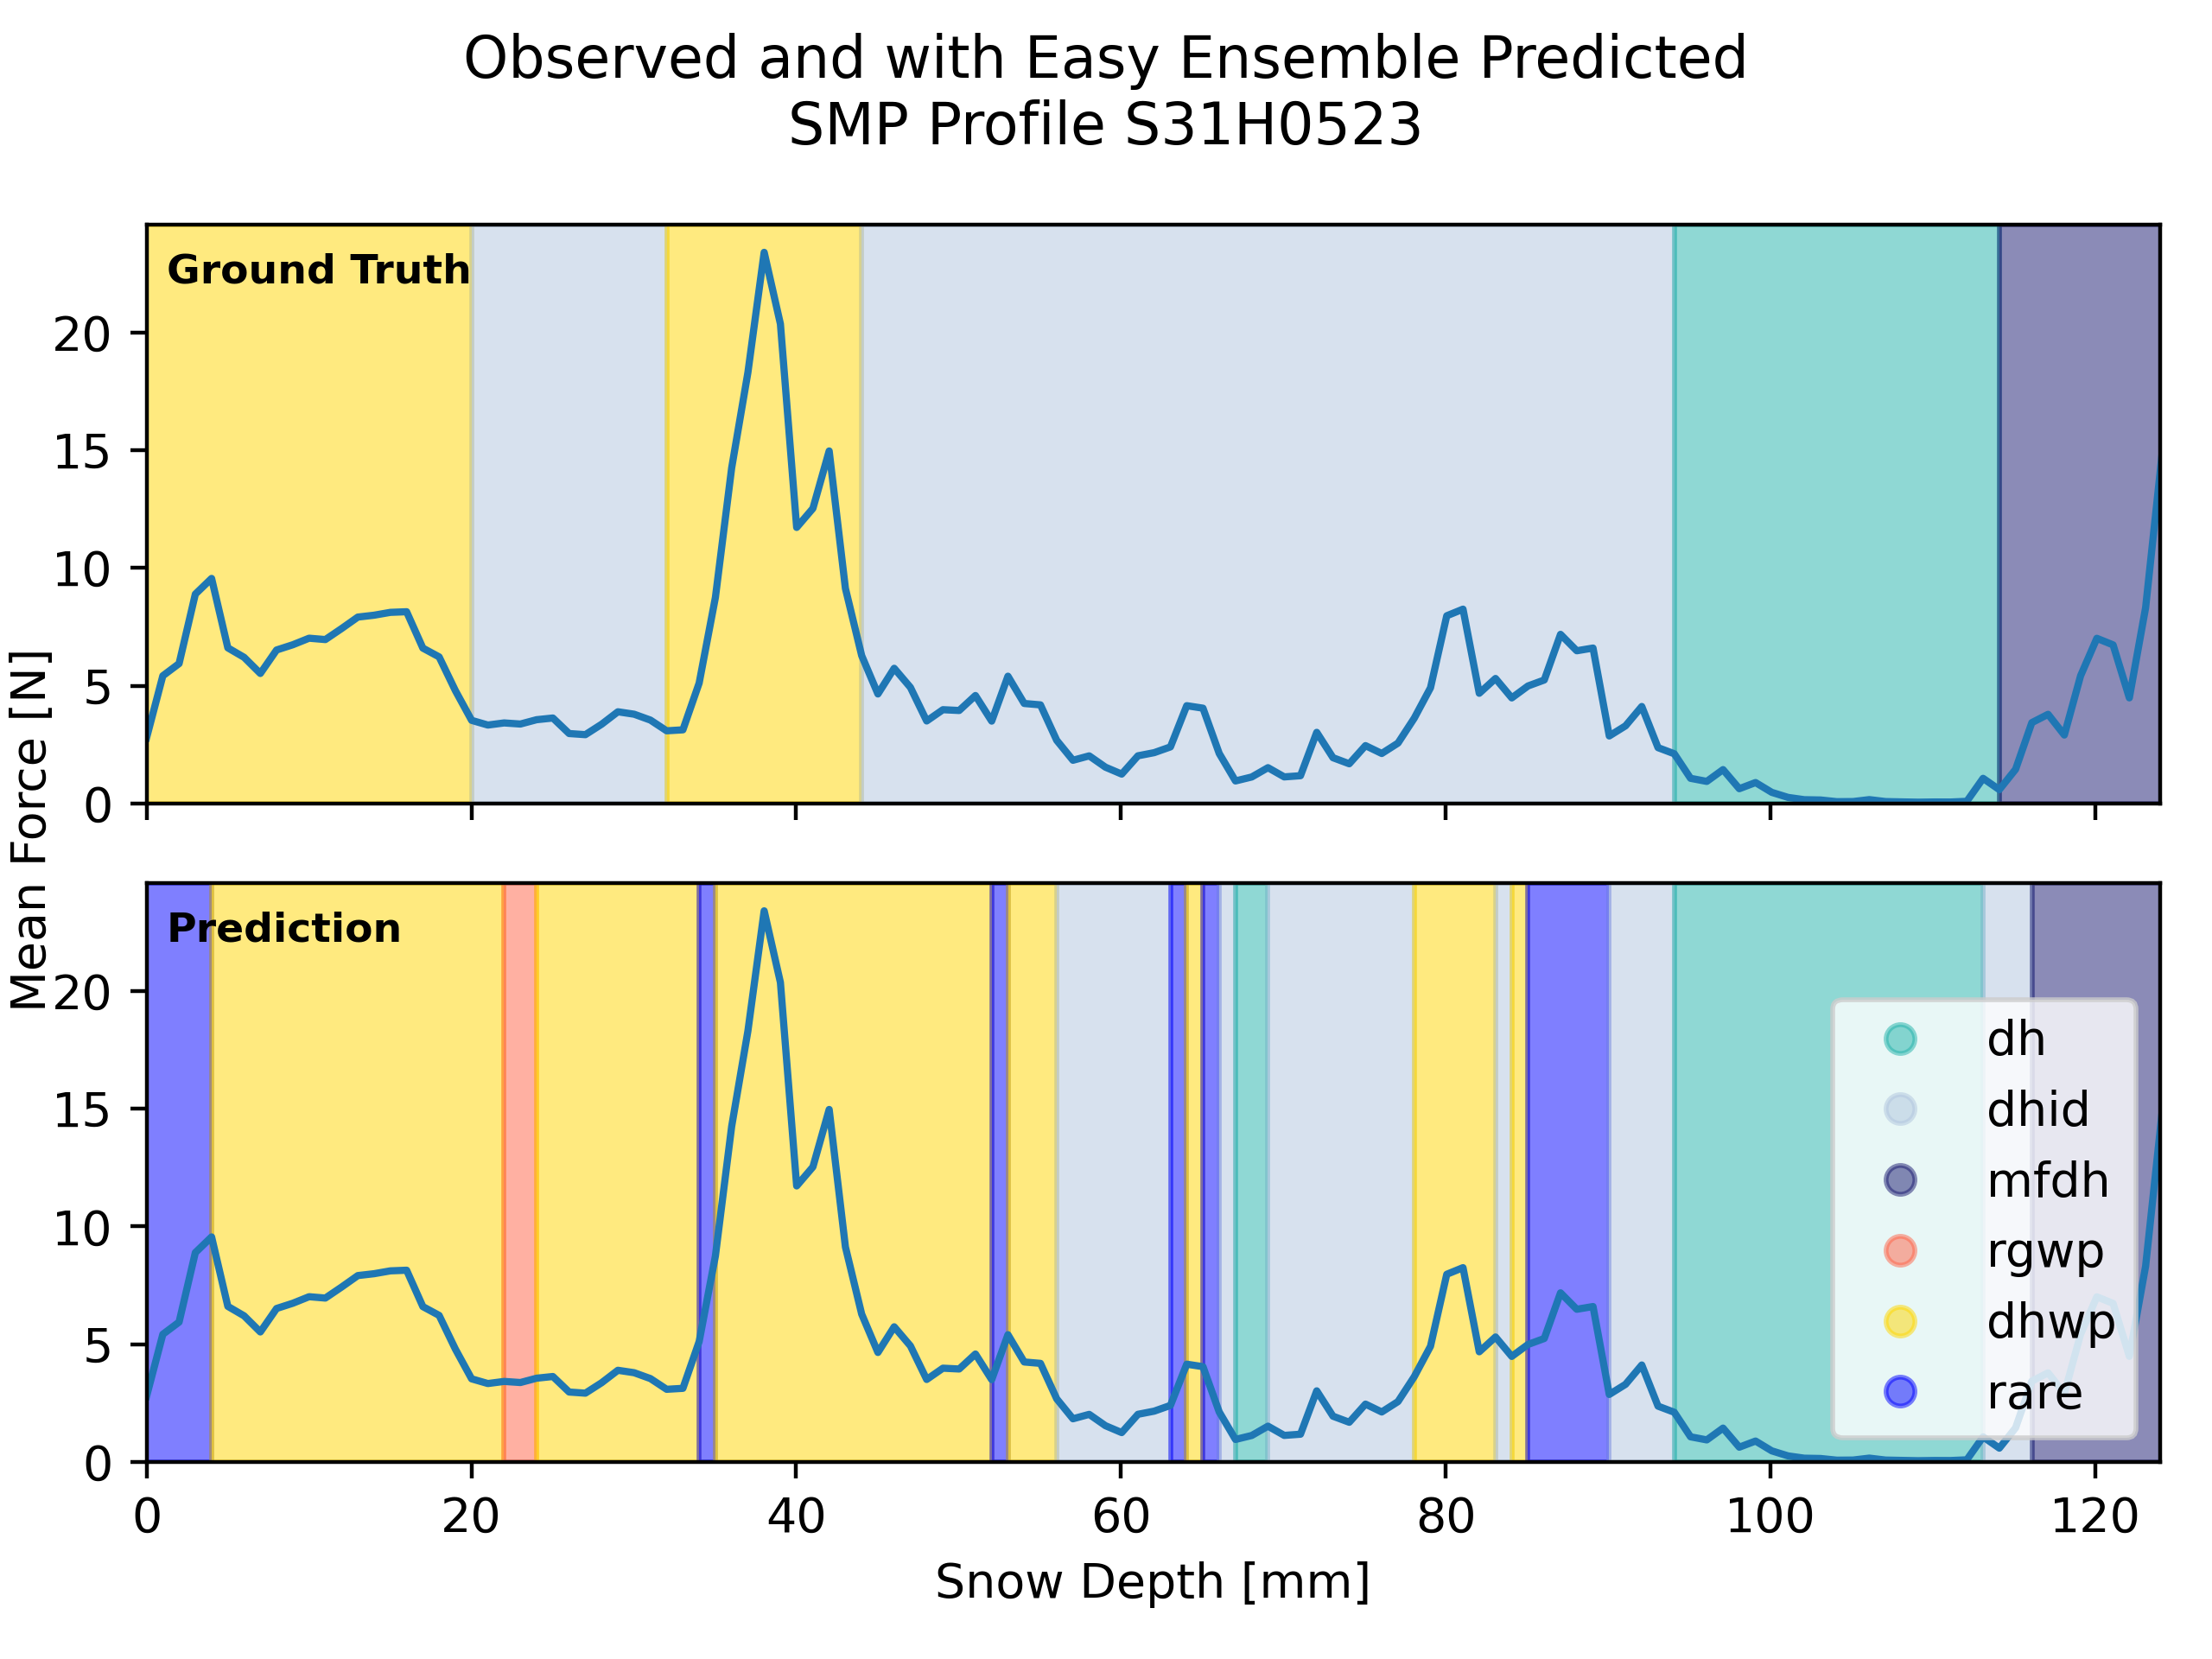 Observed and with Easy Ensemble Predicted
SMP Profile S31H0523
Ground Truth
20
15
10
5
0
Mean Force [N]
Prediction
20
15
10
5
0
dh
dhid
mfdh
rgwp
dhwp
rare
0 20 40 60 80 100 120
Snow Depth [mm]